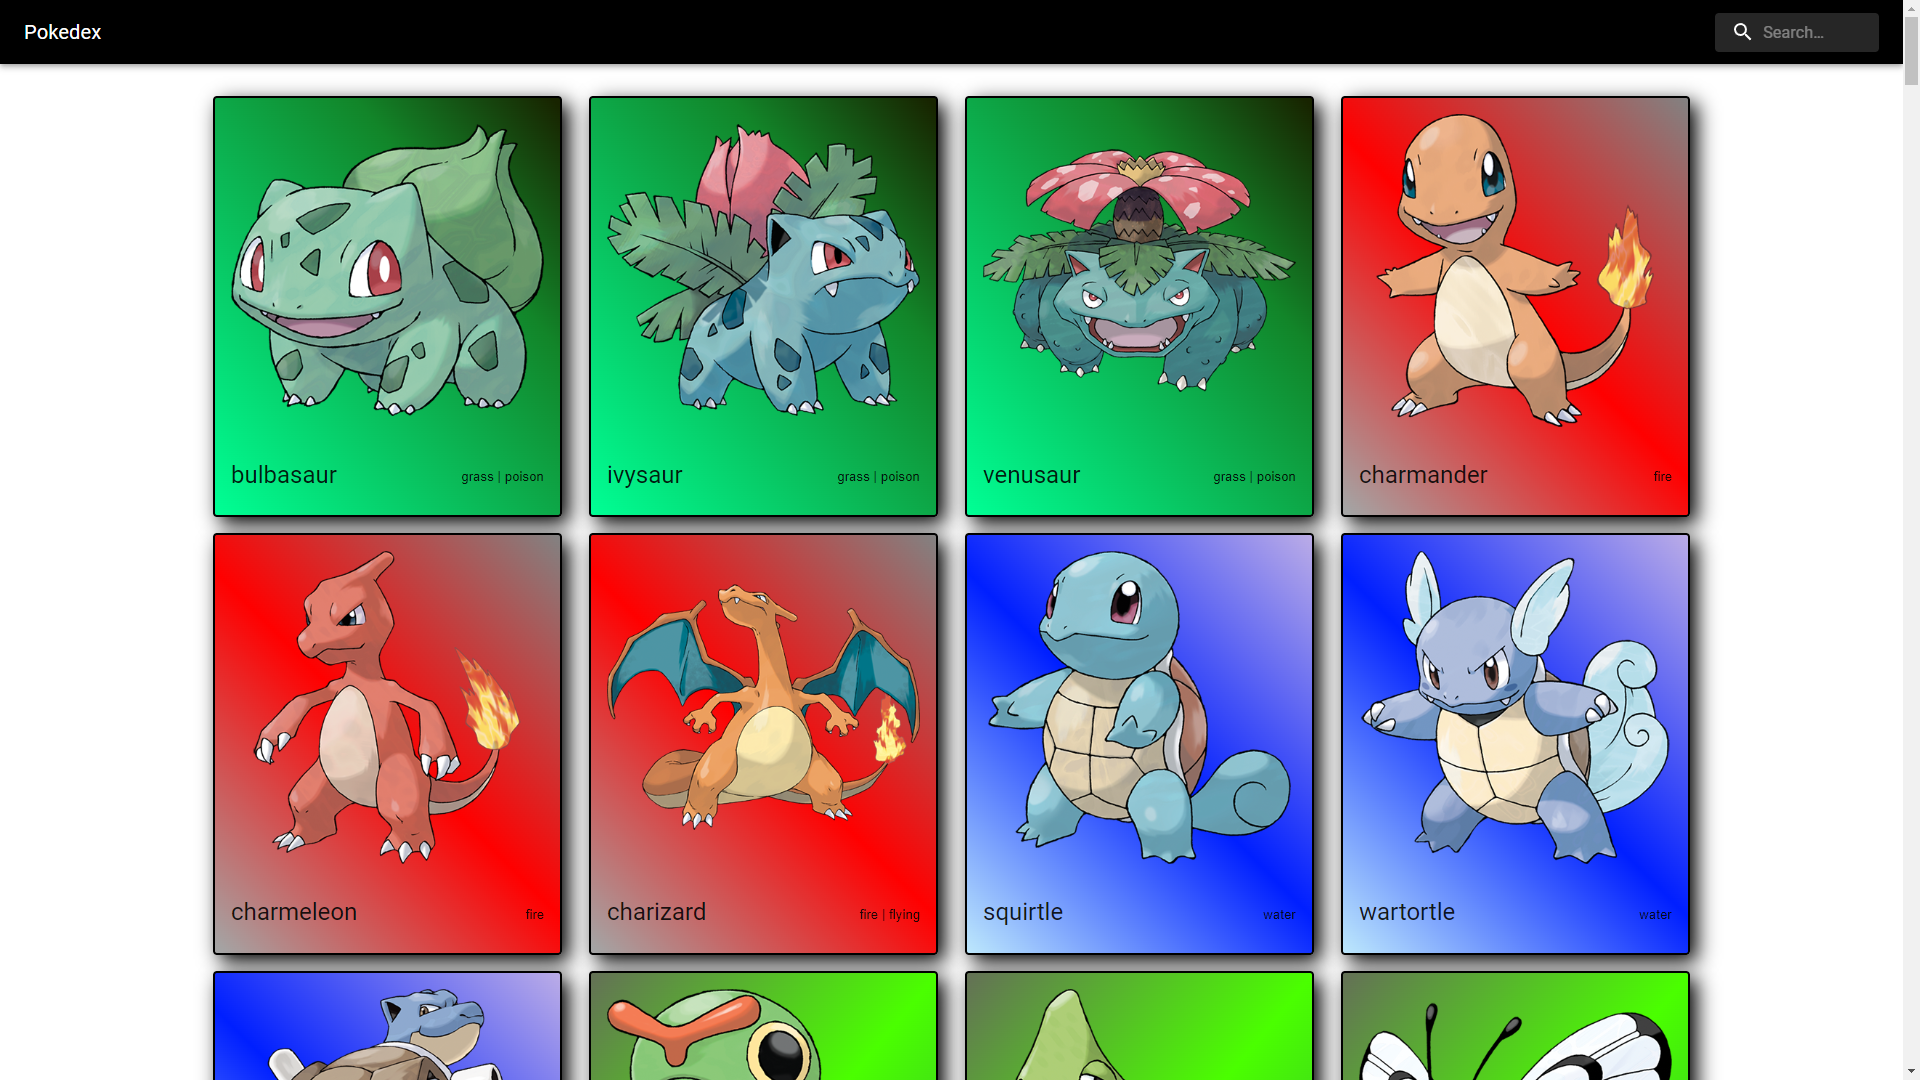 Pokedex
Search...
bulbasaur
grass | poison
ivysaur
grass | poison
venusaur
grass | poison
charmander
fire
charmeleon
fire
charizard
fire | flying
squirtle
water
wartortle
water